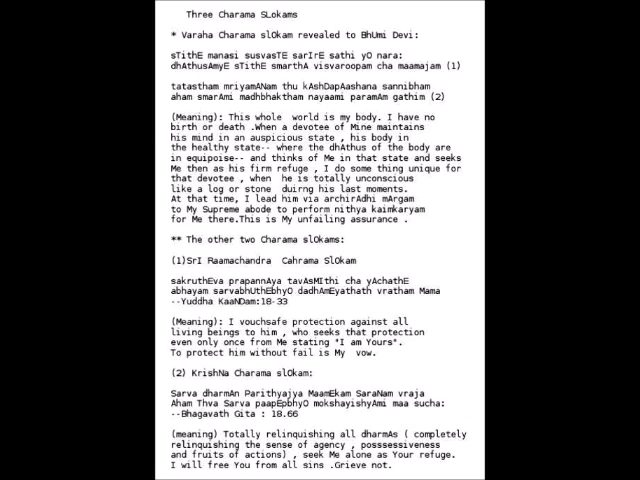 Three Charama SLokams
* Varaha Charama slOkam revealed to BhUmi Devi:
sTithE manasi susvasTE sarIrE sathi yO nara:
dhAthusAmyE sTithE smarthA visvaroopam cha maamajam (1)
tatastham mriyamANam thu kAshDapAashana sannibham
aham smarAmi madhbhaktham nayaami paramAm gathim (2)
(Meaning): This whole world is my body. I have no
birth or death .When a devotee of Mine maintains
his mind in an auspicious state , his body in
the healthy state-- where the dhAthus of the body are
in equipoise-- and thinks of Me in that state and seeks
Me then as his firm refuge , I do some thing unique for
that devotee , when he is totally unconscious
like a log or stone duirng his last moments.
At that time, I lead him via archirAdhi mArgam
to My Supreme abode to perform nithya kaimkaryam
for Me there.This is My unfailing assurance .
** The other two Charama slOkams:
(1)SrI Raamachandra Cahrama SlOkam
sakruthEva prapannAya tavAsMIthi cha yAchathE
abhayam sarvabhUthEbhyO dadhAmEyathath vratham Mama
--Yuddha KaaNDam:18-33
(Meaning): I vouchsafe protection against all
living beings to him , who seeks that protection
even only once from Me stating "I am Yours".
To protect him without fail is My vow.
(2) KrishNa Charama slOkam:
Sarva dharmAn Parithyajya MaamEkam SaraNam vraja
Aham Thva Sarva paapEpbhyO mokshayishyAmi maa sucha:
--Bhagavath Gita : 18.66
(meaning) Totally relinquishing all dharmAs ( completely
relinquishing the sense of agency , posssessiveness
and fruits of actions) , seek Me alone as Your refuge.
I will free You from all sins .Grieve not.